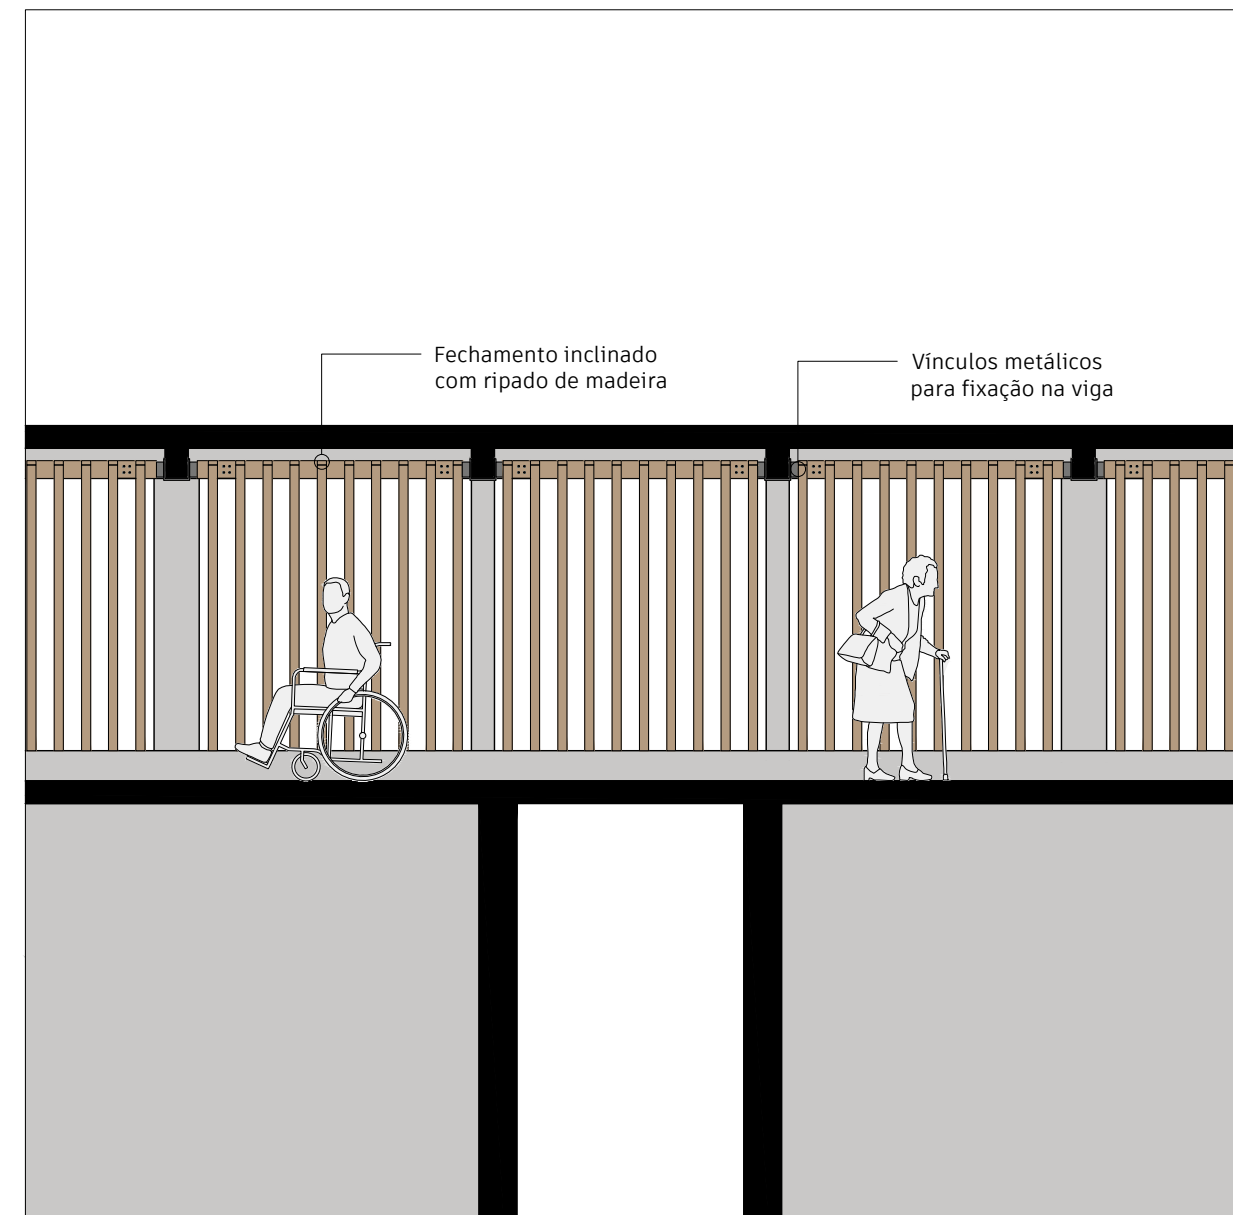 Fechamento inclinado
com ripado de madeira
Vínculos metálicos
para fixação na viga